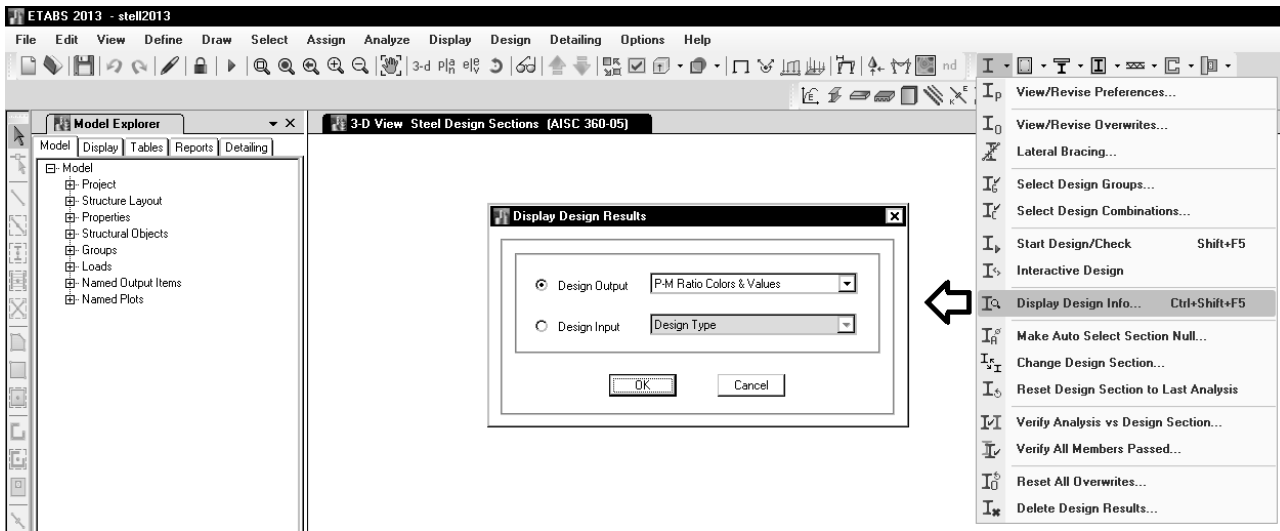 ETABS 2013 - stell2013
File Edit View Define Draw Select Assign Analyze Display Design Detailing Options Help
3-d
nd
Model Explorer
3-D View Steel Design Sections (AISC 360-05)
Model Display Tables Reports Detailing
Model
Project
Structure Layout
Properties
Structural Objects
Groups
Loads
Named Output Items
Named Plots
Display Design Results
Design Output P-M Ratio Colors & Values
Design Input Design Type
OK Cancel
View/Revise Preferences...
View/Revise Overwrites...
Lateral Bracing...
Select Design Groups...
Select Design Combinations...
Start Design/Check Shift+F5
Interactive Design
Display Design Info... Ctrl+Shift+F5
Make Auto Select Section Null...
Change Design Section...
Reset Design Section to Last Analysis
Verify Analysis vs Design Section...
Verify All Members Passed...
Reset All Overwrites...
Delete Design Results...